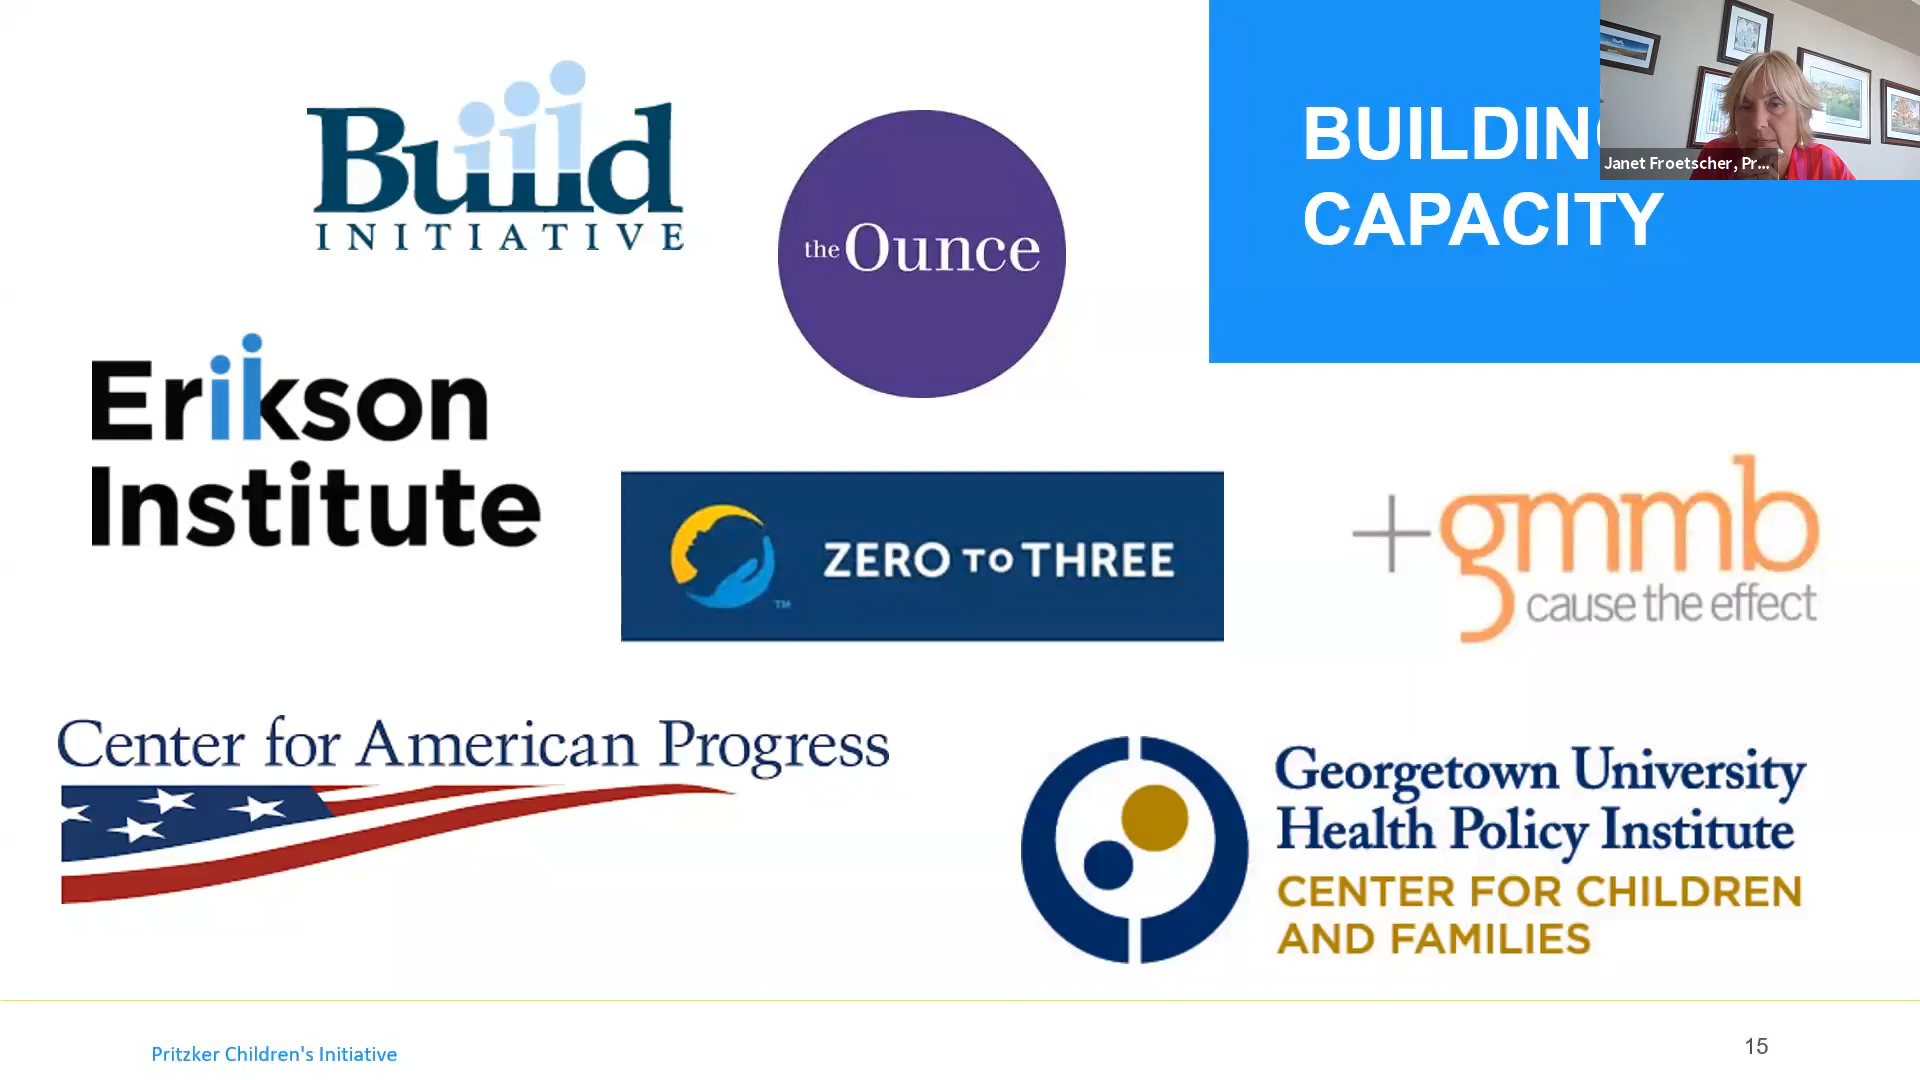 Build
INITIATIVE
the Ounce
BUILDING
CAPACITY
Janet Froetscher, Pr...
Erikson
Institute
ZERO TO THREE
TM
+gmmb
cause the effect
Center for American Progress
Georgetown University
Health Policy Institute
CENTER FOR CHILDREN
AND FAMILIES
Pritzker Children's Initiative
15